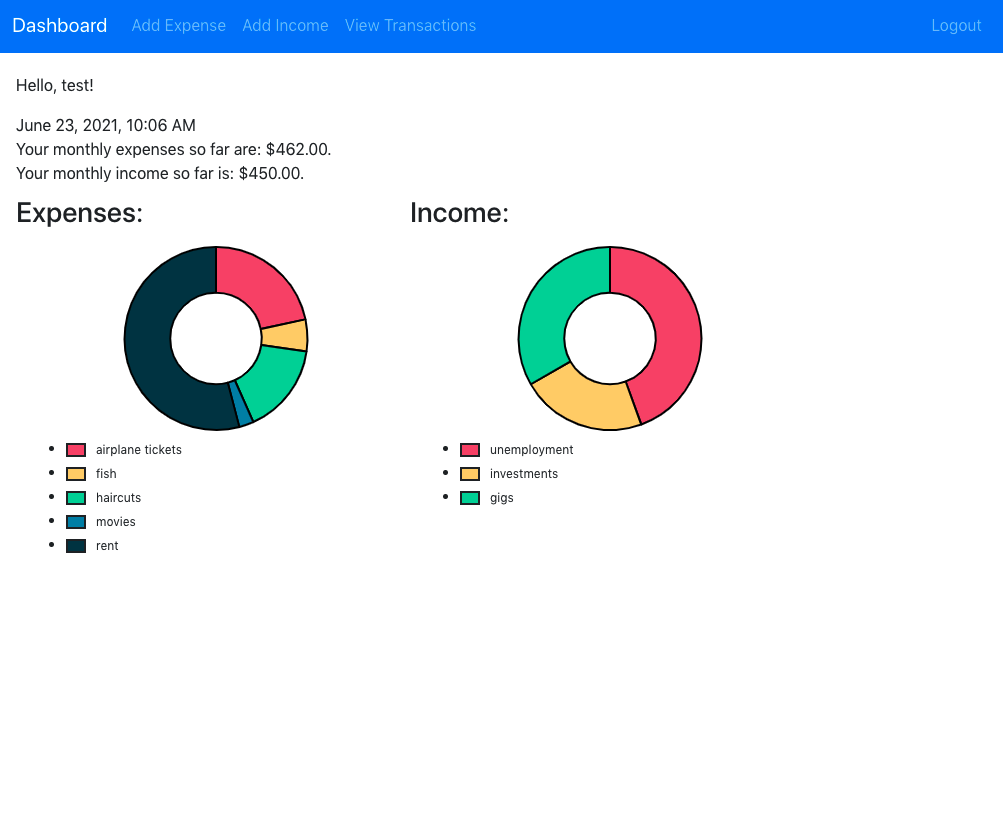 Dashboard Add Expense Add Income View Transactions Logout
Hello, test!
June 23, 2021, 10:06 AM
Your monthly expenses so far are: $462.00.
Your monthly income so far is: $450.00.
Expenses:
airplane tickets
fish
haircuts
movies
rent
Income:
unemployment
investments
gigs